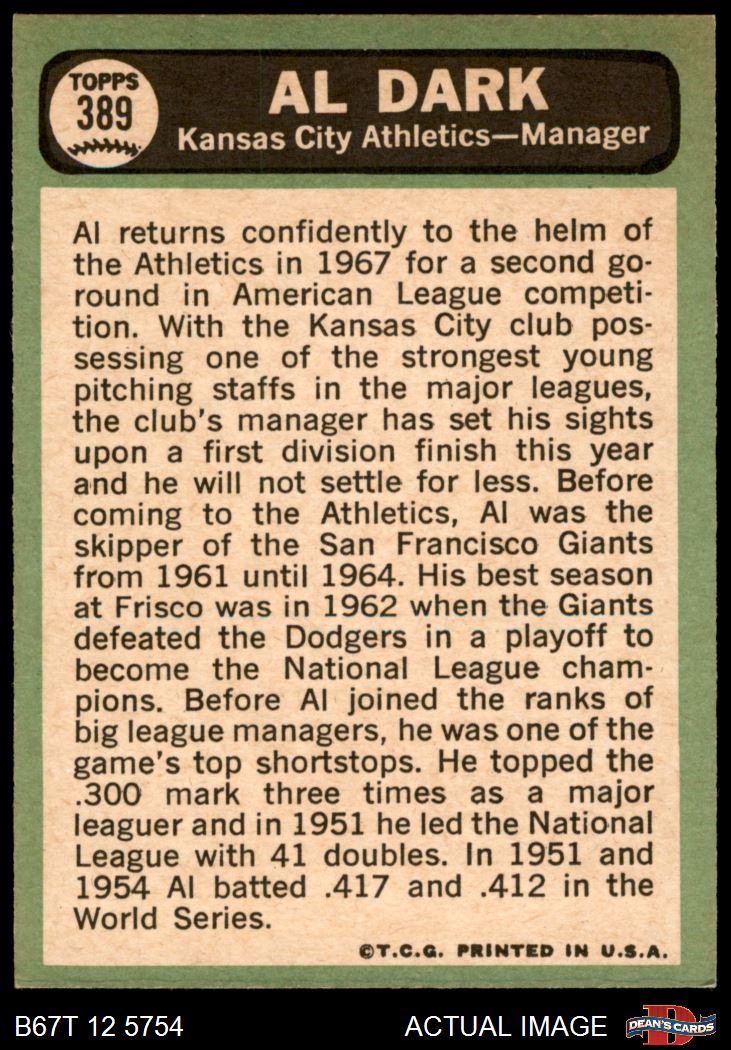 TOPPS
389
AL DARK
Kansas City Athletics—Manager
Al returns confidently to the helm of
the Athletics in 1967 for a second go-
round in American League competi-
tion. With the Kansas City club pos-
sessing one of the strongest young
pitching staffs in the major leagues,
the club's manager has set his sights
upon a first division finish this year
and he will not settle for less. Before
coming to the Athletics, Al was the
skipper of the San Francisco Giants
from 1961 until 1964. His best season
at Frisco was in 1962 when the Giants
defeated the Dodgers in a playoff to
become the National League cham-
pions. Before Al joined the ranks of
big league managers, he was one of the
game's top shortstops. He topped the
.300 mark three times as a major
leaguer and in 1951 he led the National
League with 41 doubles. In 1951 and
1954 Al batted .417 and .412 in the
World Series.
©T.C.G. PRINTED IN U.S.A.
B67T 12 5754
ACTUAL IMAGE
D
DEAN'S CARDS